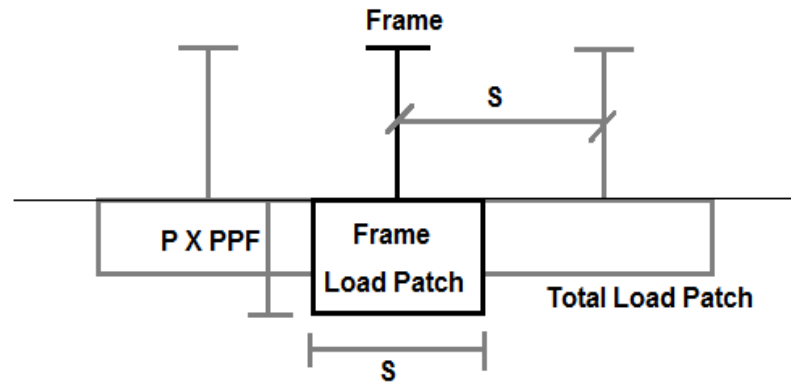 Frame
S
P X PPF
Frame
Load Patch
Total Load Patch
S